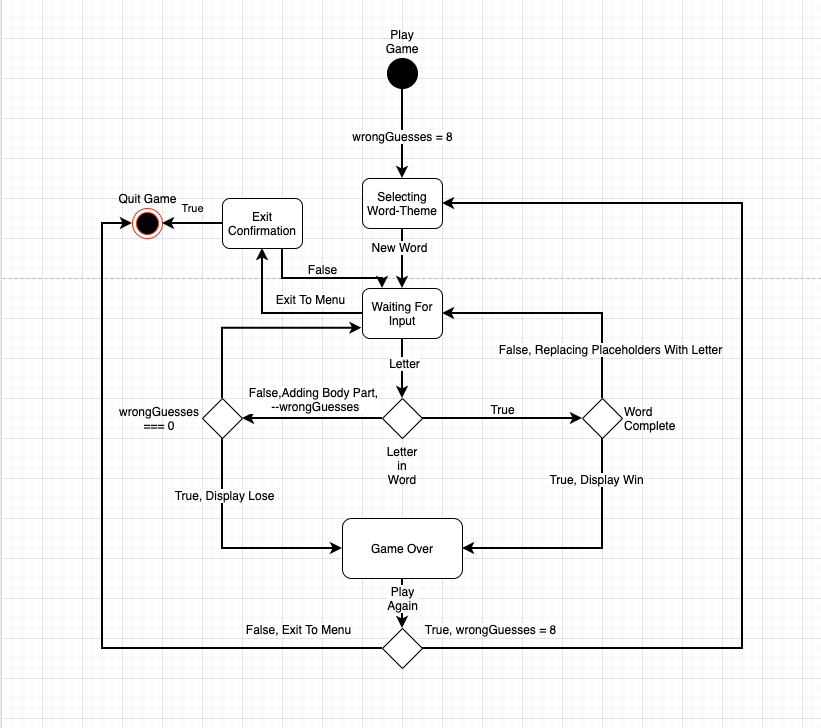 Play
Game
wrongGuesses = 8
Quit Game
True
Exit
Confirmation
Selecting
Word-Theme
New Word
False
Exit To Menu
Waiting For
Input
False, Replacing Placeholders With Letter
Letter
False,Adding Body Part,
--wrongGuesses
True
wrongGuesses
=== 0
Word
Complete
Letter
in
Word
True, Display Lose
True, Display Win
Game Over
Play
Again
False, Exit To Menu
True, wrongGuesses = 8